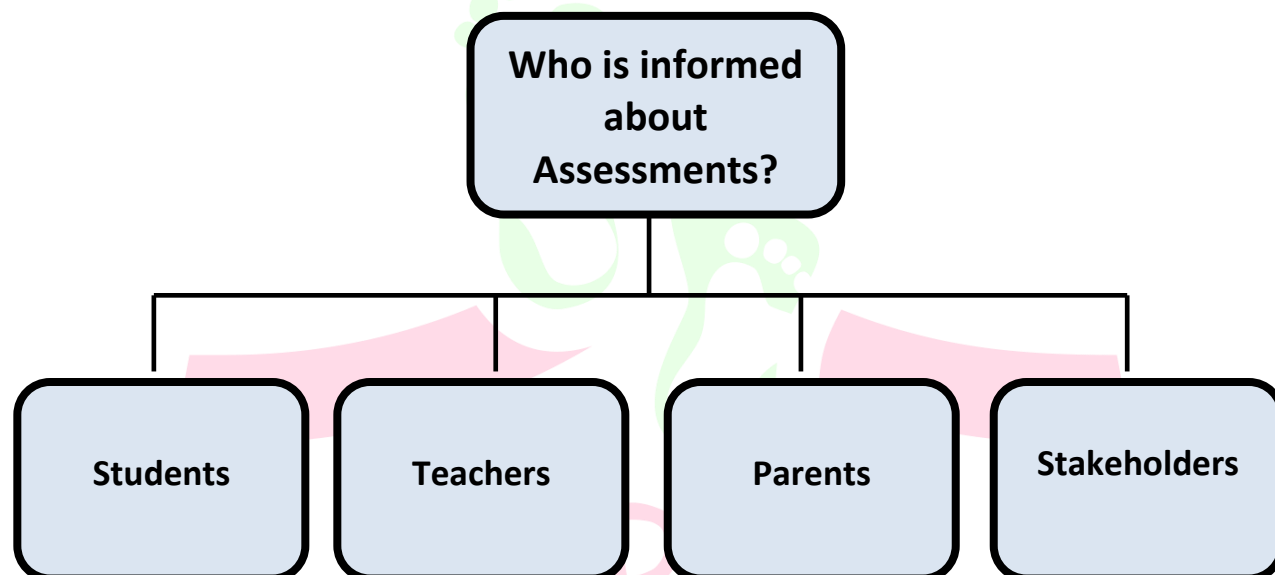 Who is informed
about
Assessments?
Students
Teachers
Parents
Stakeholders